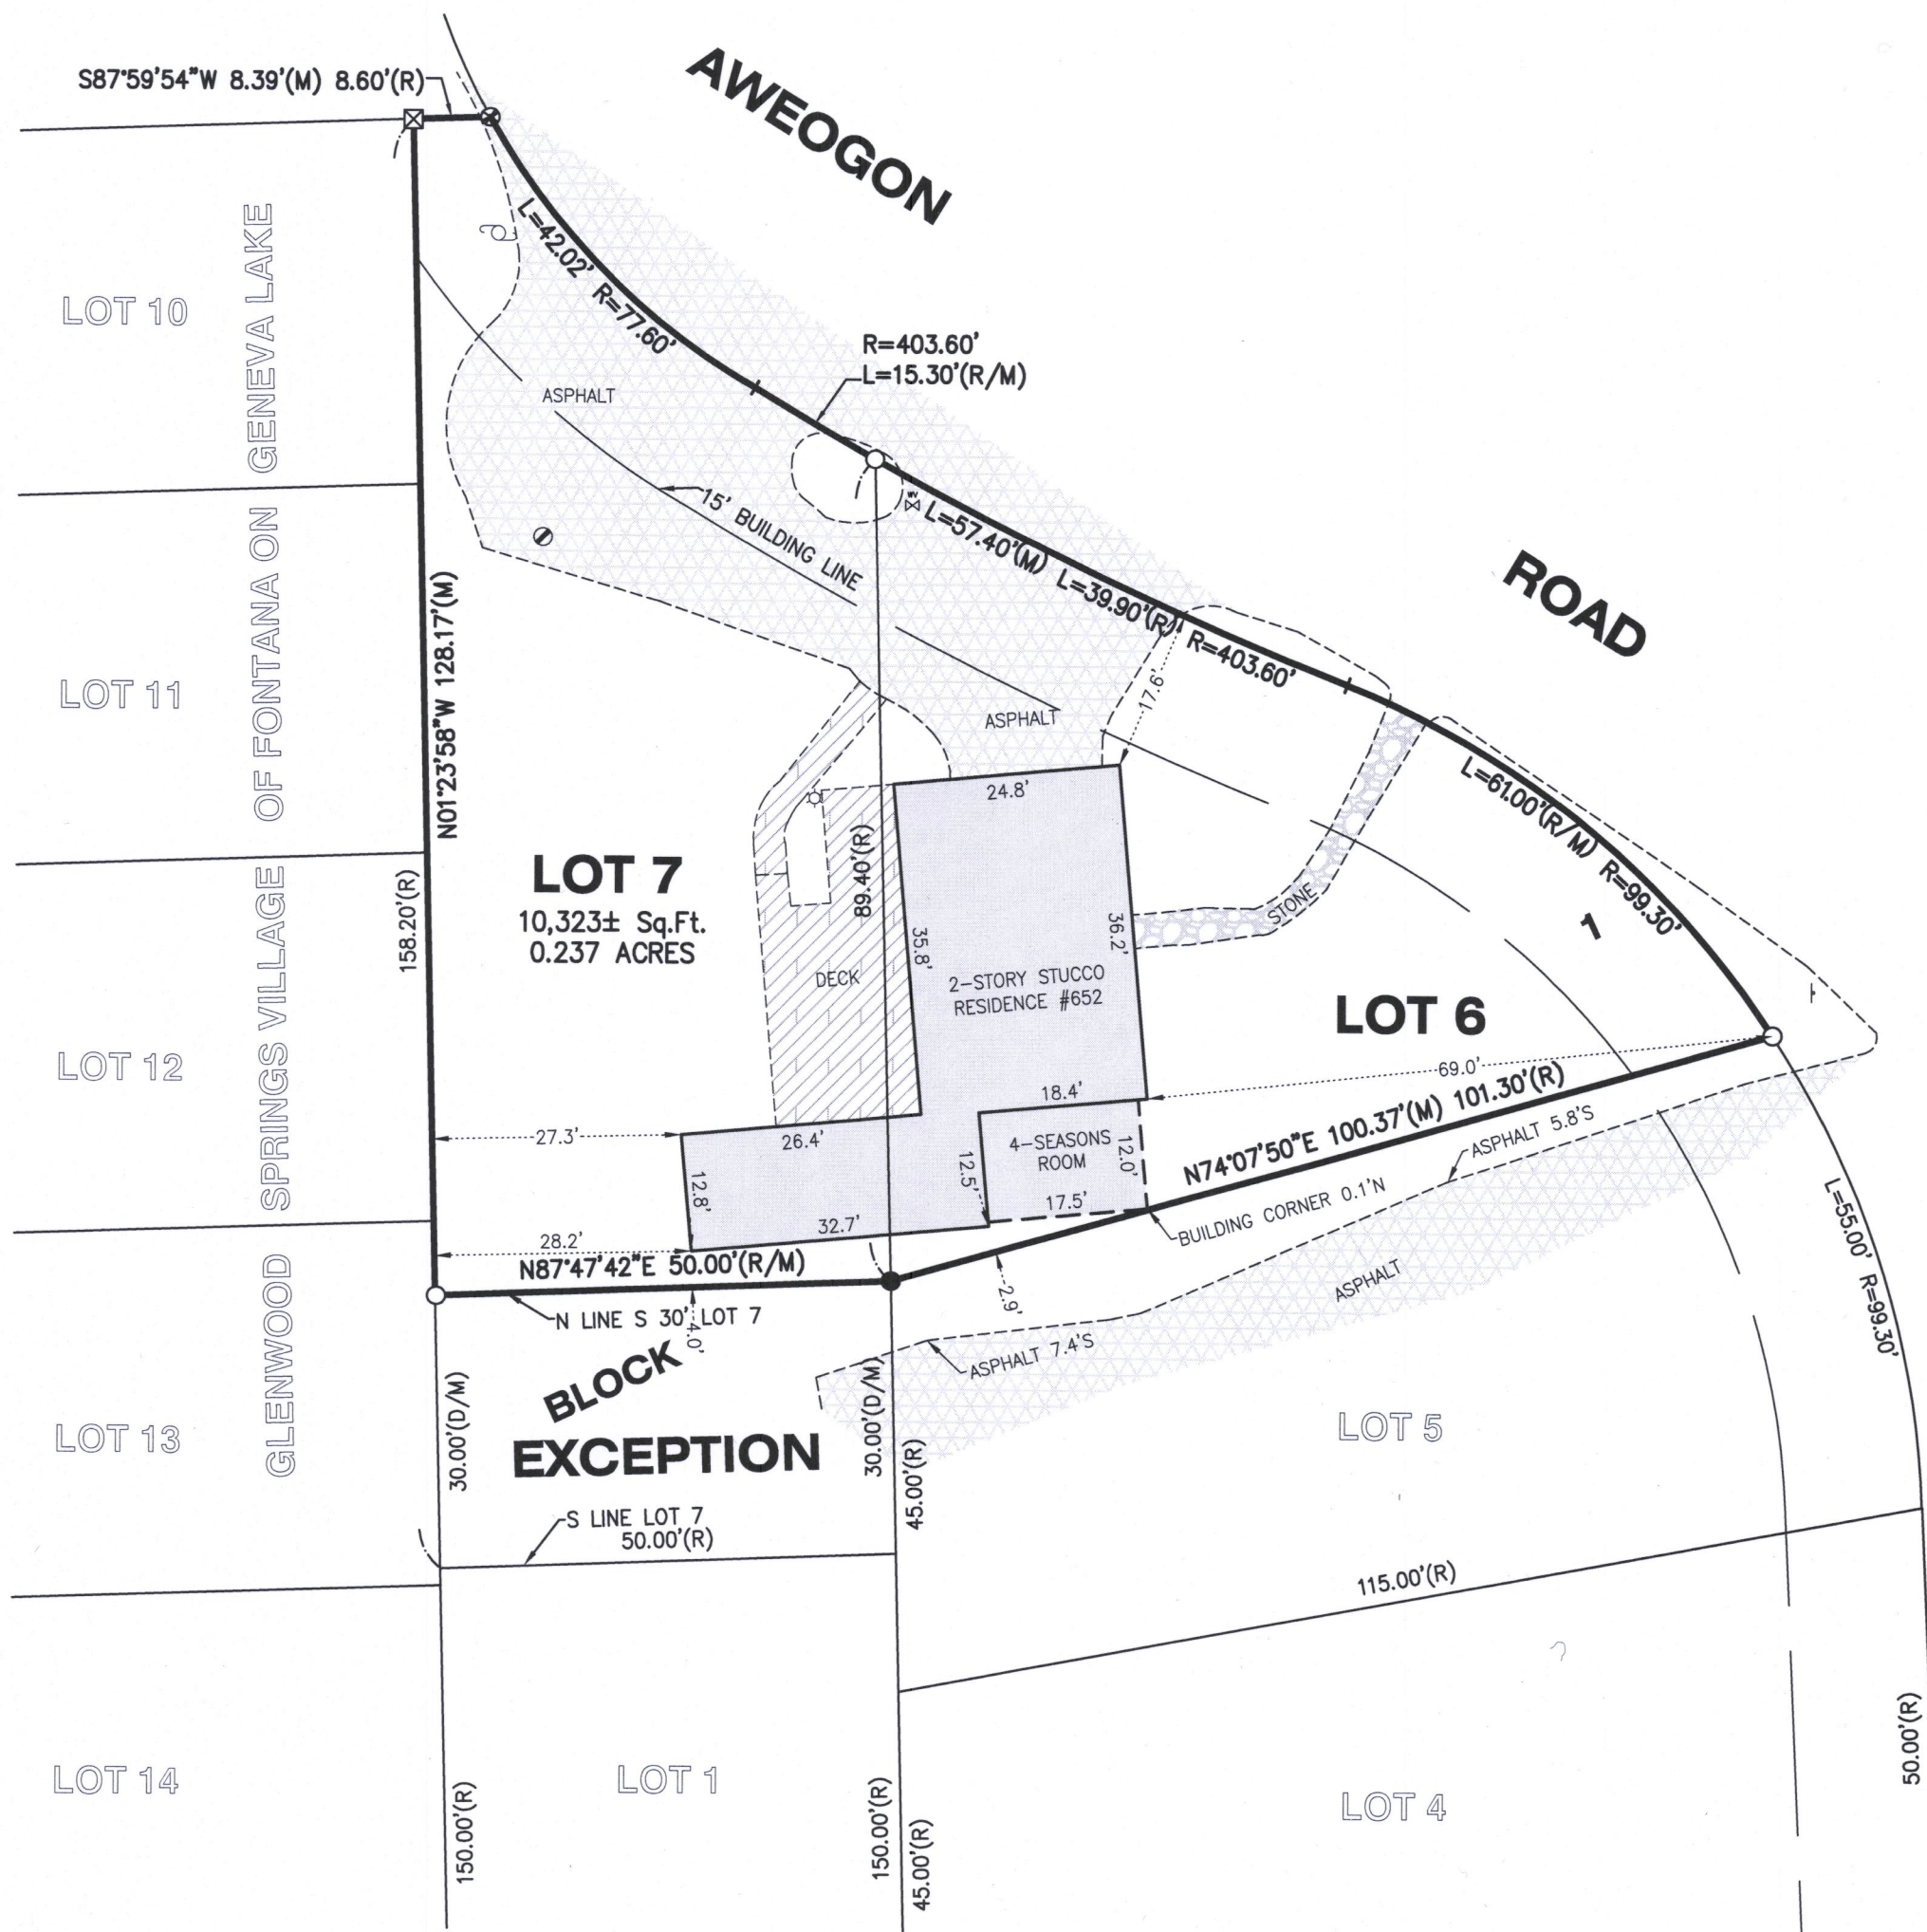 S87°59'54"W 8.39'(M) 8.60'(R)
AWEOGON
ROAD
L=42.02' R=77.60'
R=403.60'
L=15.30'(R/M)
LOT 10
LOT 11
LOT 12
LOT 13
LOT 14
GLENWOOD SPRINGS VILLAGE OF FONTANA ON GENEVA LAKE
ASPHALT
15' BUILDING LINE
WV
L=57.40'(M) L=39.90'(R) R=403.60'
N01°23'58"W 128.17'(M)
158.20'(R)
17.6'
ASPHALT
L=61.00'(R/M) R=99.30'
1
24.8'
LOT 7
10,323± Sq.Ft.
0.237 ACRES
89.40'(R)
35.8'
36.2'
STONE
DECK
2-STORY STUCCO
RESIDENCE #652
LOT 6
69.0'
18.4'
N74°07'50"E 100.37'(M) 101.30'(R)
27.3'
26.4'
4-SEASONS
ROOM
12.0'
12.5'
12.8'
17.5'
32.7'
28.2'
ASPHALT 5.8'S
BUILDING CORNER 0.1'N
N87°47'42"E 50.00'(R/M)
N LINE S 30' LOT 7
4.0'
2.9'
ASPHALT
ASPHALT 7.4'S
L=55.00' R=99.30'
BLOCK
EXCEPTION
30.00'(D/M)
30.00'(D/M)
45.00'(R)
S LINE LOT 7
50.00'(R)
LOT 5
115.00'(R)
LOT 1
LOT 4
150.00'(R)
150.00'(R)
45.00'(R)
50.00'(R)